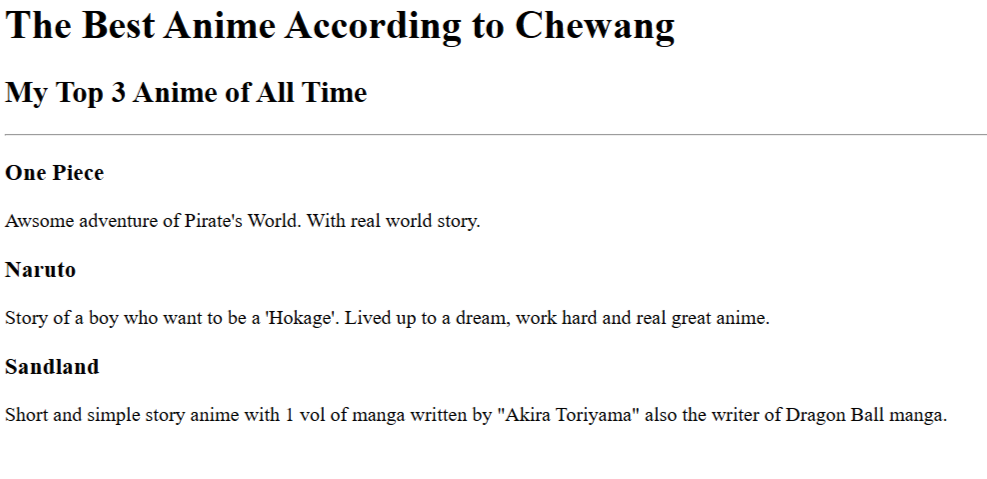 The Best Anime According to Chewang
My Top 3 Anime of All Time
One Piece
Awsome adventure of Pirate's World. With real world story.
Naruto
Story of a boy who want to be a 'Hokage'. Lived up to a dream, work hard and real great anime.
Sandland
Short and simple story anime with 1 vol of manga written by "Akira Toriyama" also the writer of Dragon Ball manga.